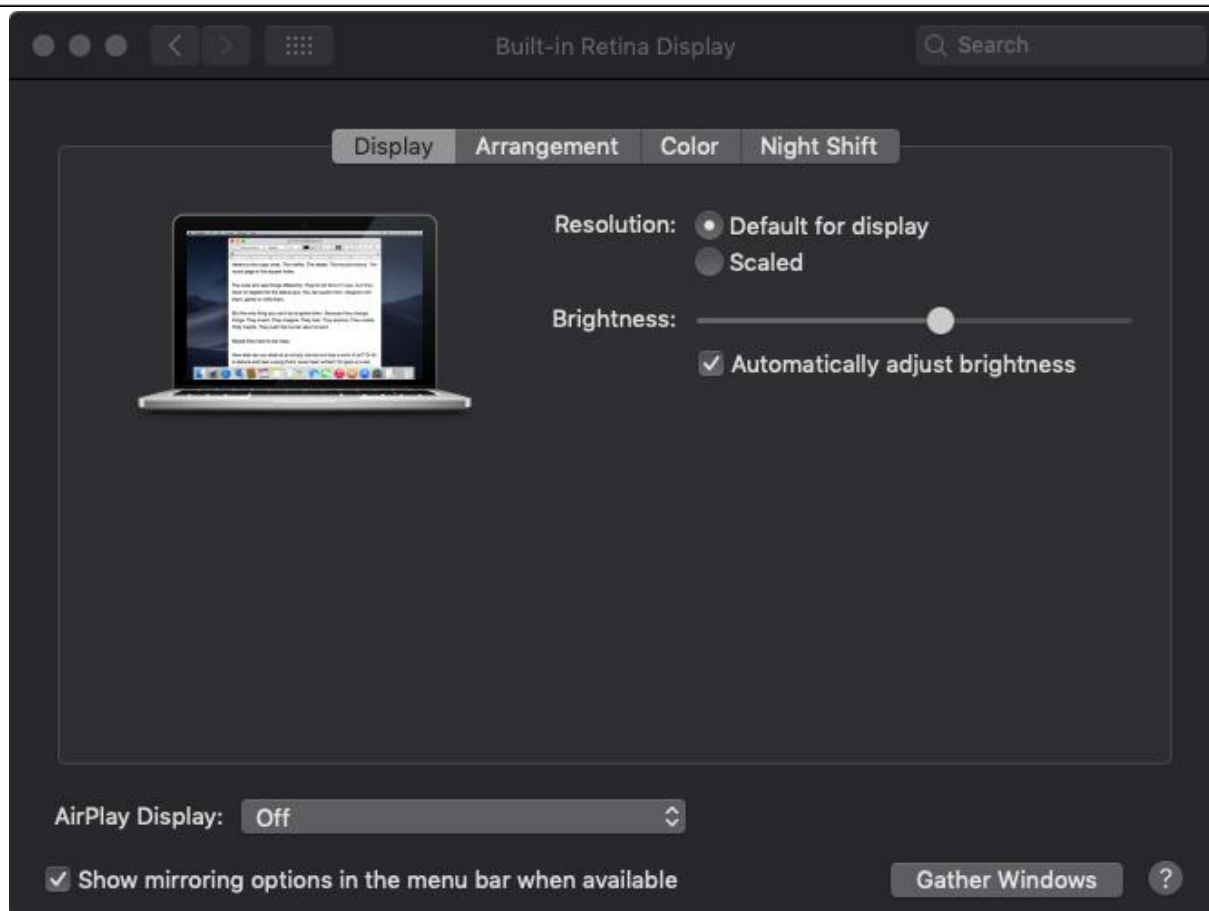 Built-in Retina Display
Search
Display Arrangement Color Night Shift
Resolution: Default for display
Scaled
Brightness:
Automatically adjust brightness
AirPlay Display: Off
Show mirroring options in the menu bar when available
Gather Windows ?